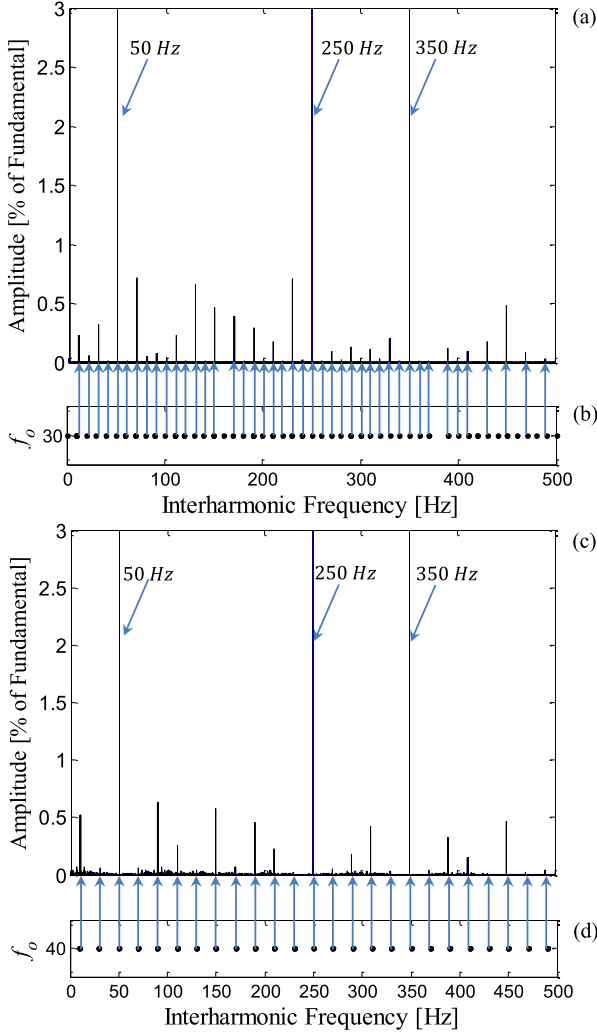 (a)
3
50 Hz
250 Hz
350 Hz
2.5
2
1.5
1
0.5
0
Amplitude [% of Fundamental]
(b)
fo
30
0
100
200
300
400
500
Interharmonic Frequency [Hz]
(c)
3
50 Hz
250 Hz
350 Hz
2.5
2
1.5
1
0.5
0
Amplitude [% of Fundamental]
(d)
fo
40
0
50
100
150
200
250
300
350
400
450
500
Interharmonic Frequency [Hz]